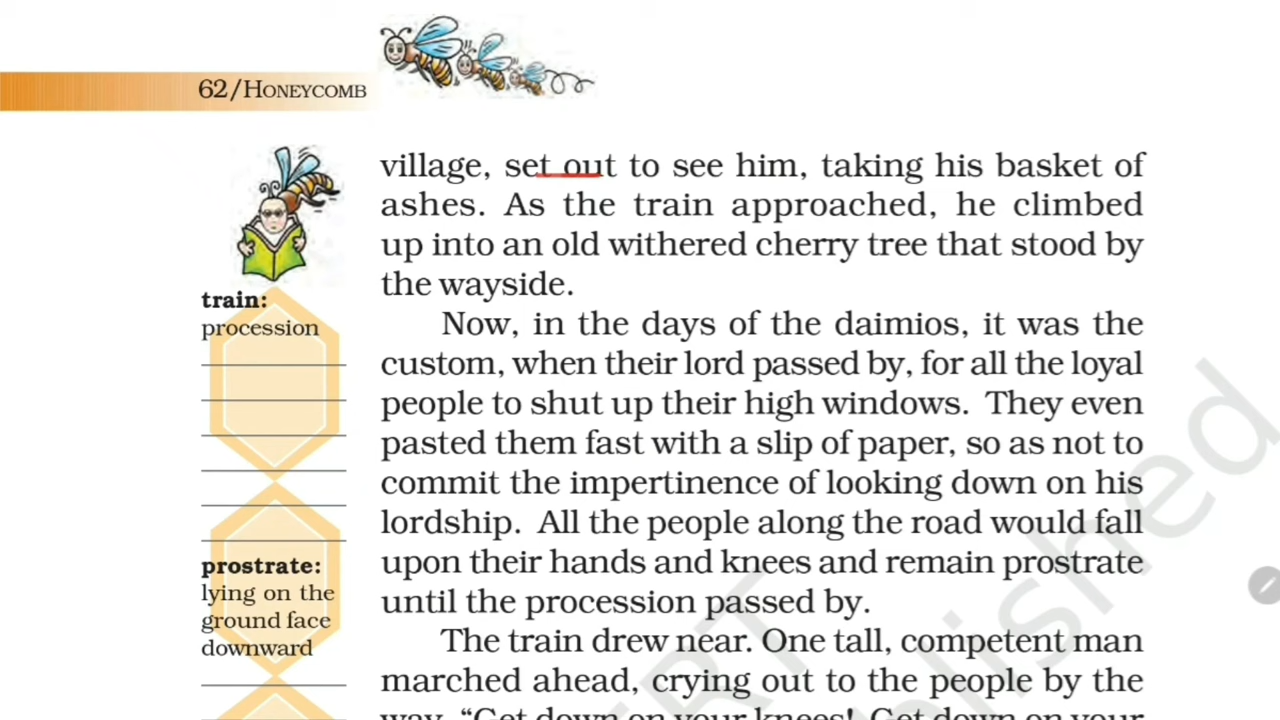 62/HONEYCOMB
village, set out to see him, taking his basket of
ashes. As the train approached, he climbed
up into an old withered cherry tree that stood by
the wayside.
train:
procession
Now, in the days of the daimios, it was the
custom, when their lord passed by, for all the loyal
people to shut up their high windows. They even
pasted them fast with a slip of paper, so as not to
commit the impertinence of looking down on his
lordship. All the people along the road would fall
upon their hands and knees and remain prostrate
until the procession passed by.
prostrate:
lying on the
ground face
downward
The train drew near. One tall, competent man
marched ahead, crying out to the people by the
way, “Get down on your knees! Get down on your